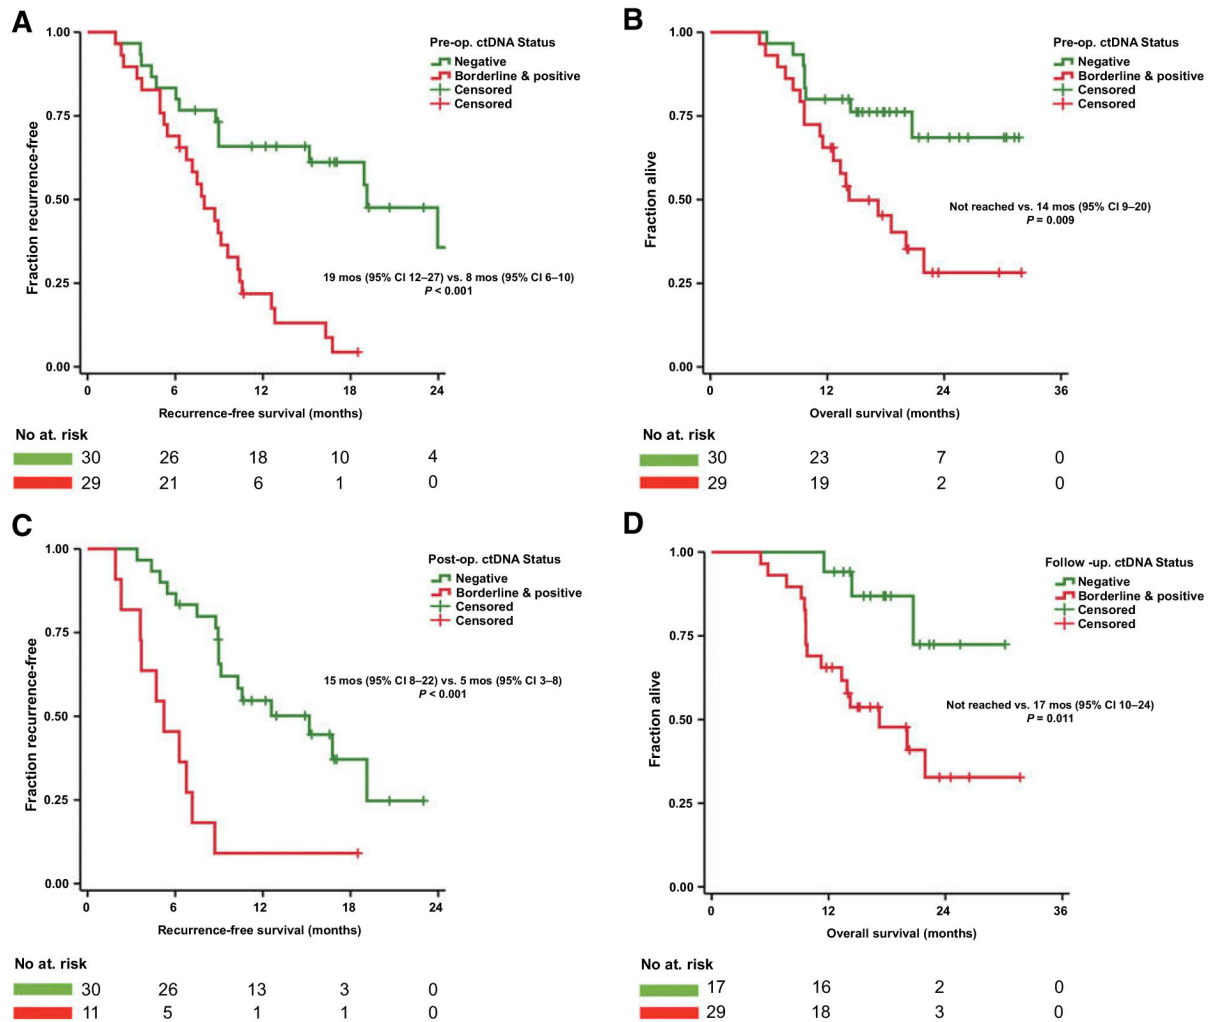 A
1.00
0.75
0.50
0.25
0.00
Fraction recurrence-free
Pre-op. ctDNA Status
Negative
Borderline & positive
Censored
Censored
19 mos (95% CI 12–27) vs. 8 mos (95% CI 6–10)
P < 0.001
0 6 12 18 24
Recurrence-free survival (months)
No at. risk
30 26 18 10 4
29 21 6 1 0
B
1.00
0.75
0.50
0.25
0.00
Fraction alive
Pre-op. ctDNA Status
Negative
Borderline & positive
Censored
Censored
Not reached vs. 14 mos (95% CI 9–20)
P = 0.009
0 12 24 36
Overall survival (months)
No at. risk
30 23 7 0
29 19 2 0
C
1.00
0.75
0.50
0.25
0.00
Fraction recurrence-free
Post-op. ctDNA Status
Negative
Borderline & positive
Censored
Censored
15 mos (95% CI 8–22) vs. 5 mos (95% CI 3–8)
P < 0.001
0 6 12 18 24
Recurrence-free survival (months)
No at. risk
30 26 13 3 0
11 5 1 1 0
D
1.00
0.75
0.50
0.25
0.00
Fraction alive
Follow -up. ctDNA Status
Negative
Borderline & positive
Censored
Censored
Not reached vs. 17 mos (95% CI 10–24)
P = 0.011
0 12 24 36
Overall survival (months)
No at. risk
17 16 2 0
29 18 3 0